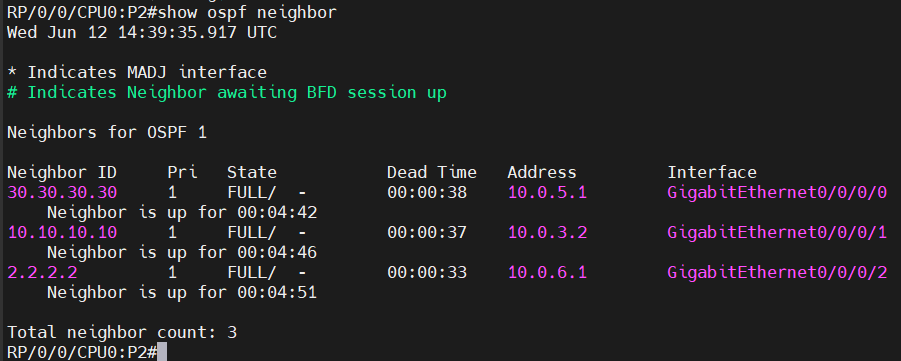 RP/0/0/CPU0:P2#show ospf neighbor
Wed Jun 12 14:39:35.917 UTC
* Indicates MADJ interface
# Indicates Neighbor awaiting BFD session up
Neighbors for OSPF 1
Neighbor ID     Pri   State           Dead Time   Address         Interface
30.30.30.30     1     FULL/  -        00:00:38    10.0.5.1        GigabitEthernet0/0/0/0
    Neighbor is up for 00:04:42
10.10.10.10     1     FULL/  -        00:00:37    10.0.3.2        GigabitEthernet0/0/0/1
    Neighbor is up for 00:04:46
2.2.2.2         1     FULL/  -        00:00:33    10.0.6.1        GigabitEthernet0/0/0/2
    Neighbor is up for 00:04:51
Total neighbor count: 3
RP/0/0/CPU0:P2#